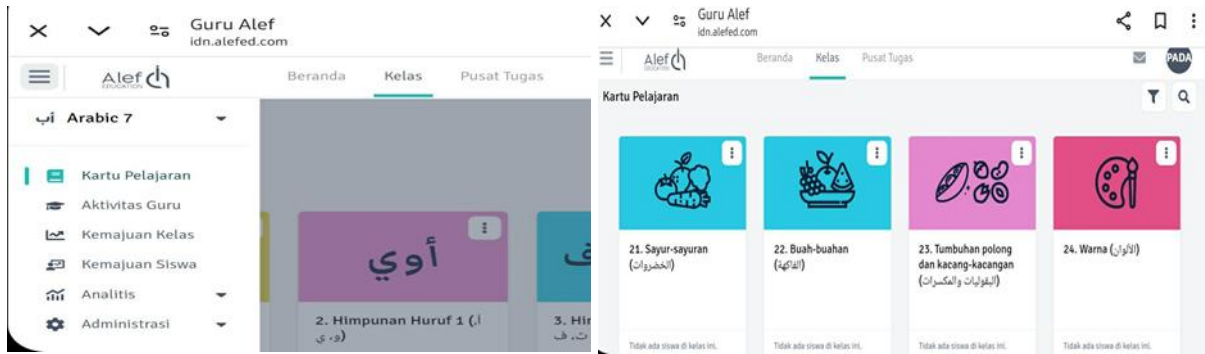 Guru Alef
idn.alefed.com
Alef
EDUCATION
Beranda Kelas Pusat Tugas
أب Arabic 7
Kartu Pelajaran
Aktivitas Guru
Kemajuan Kelas
Kemajuan Siswa
Analitis
Administrasi
أوي
2. Himpunan Huruf 1 (أ،
و، ي)
ف
3. Hir
ت، ف
Guru Alef
idn.alefed.com
Alef
EDUCATION
Beranda Kelas Pusat Tugas
PADA
Kartu Pelajaran
21. Sayur-sayuran
(الخضروات)
Tidak ada siswa di kelas ini.
22. Buah-buahan
(الفاكهة)
Tidak ada siswa di kelas ini.
23. Tumbuhan polong
dan kacang-kacangan
(البقوليات والمكسرات)
Tidak ada siswa di kelas ini.
24. Warna (الألوان)
Tidak ada siswa di kelas ini.